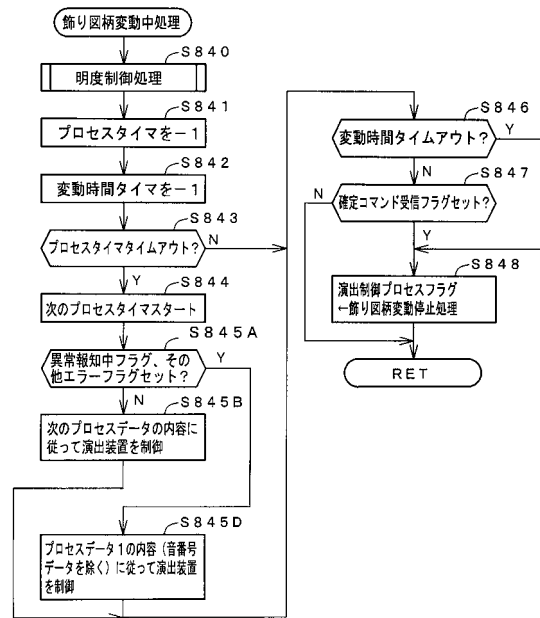 飾り図柄変動中処理
S840
明度制御処理
S841
プロセスタイマを－1
S842
変動時間タイマを－1
S843
プロセスタイマタイムアウト?
N
Y
S844
次のプロセスタイマスタート
S845A
異常報知中フラグ、その
他エラーフラグセット?
Y
N
S845B
次のプロセスデータの内容に
従って演出装置を制御
S845D
プロセスデータ1の内容（音番号
データを除く）に従って演出装置
を制御
S846
変動時間タイムアウト?
Y
N
S847
確定コマンド受信フラグセット?
N
Y
S848
演出制御プロセスフラグ
←飾り図柄変動停止処理
RET